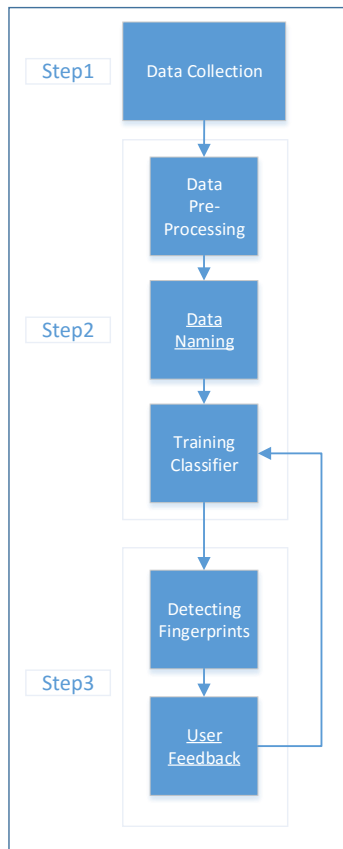 Step1
Data Collection
Data
Pre-
Processing
Step2
Data
Naming
Training
Classifier
Detecting
Fingerprints
Step3
User
Feedback